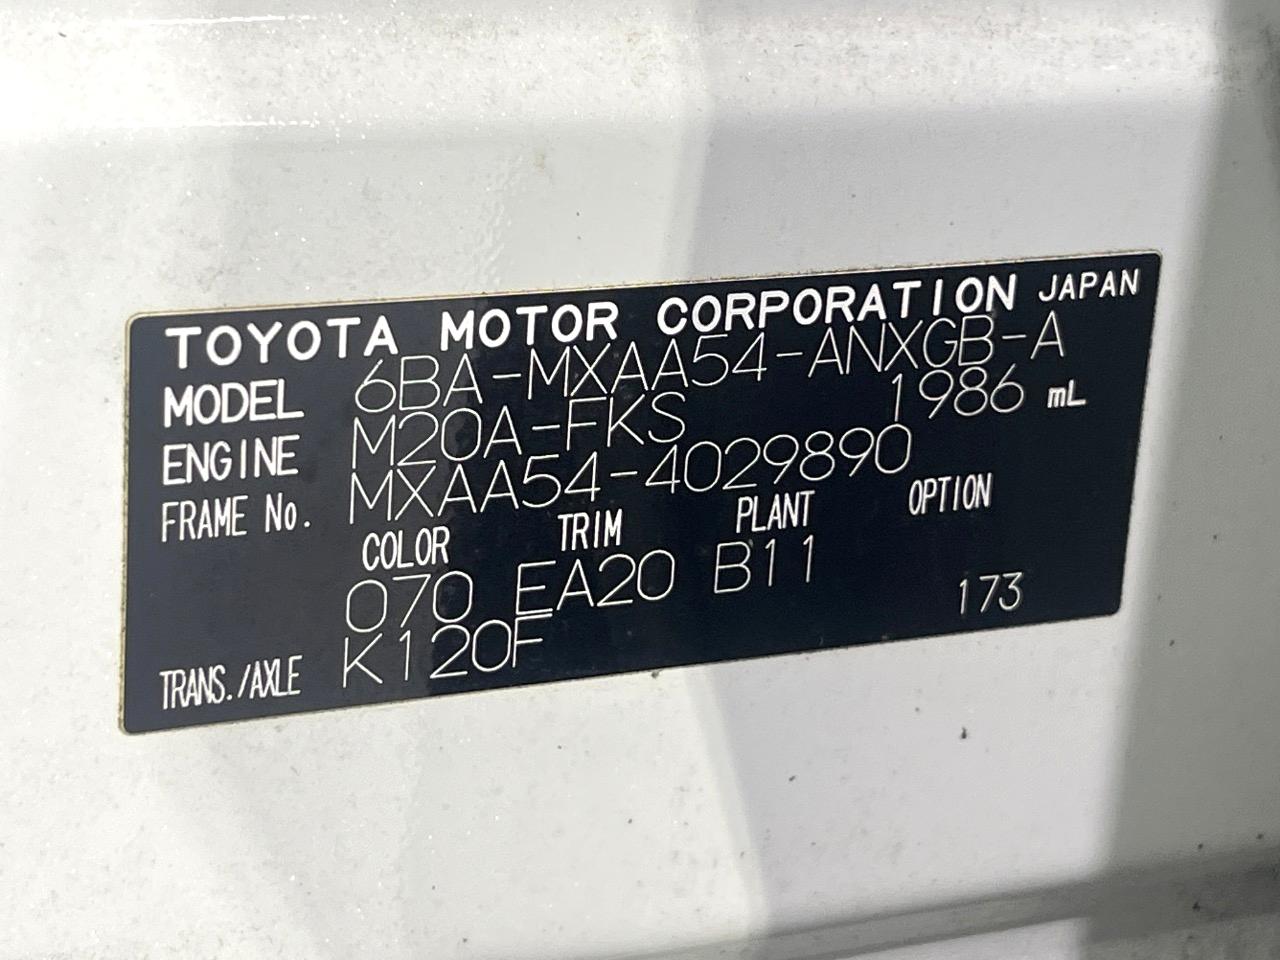 TOYOTA MOTOR CORPORATION JAPAN
MODEL 6BA-MXAA54-ANXGB-A
ENGINE M20A-FKS 1986 mL
FRAME No. MXAA54-4029890
COLOR TRIM PLANT OPTION
070 EA20 B11
TRANS./AXLE K120F 173